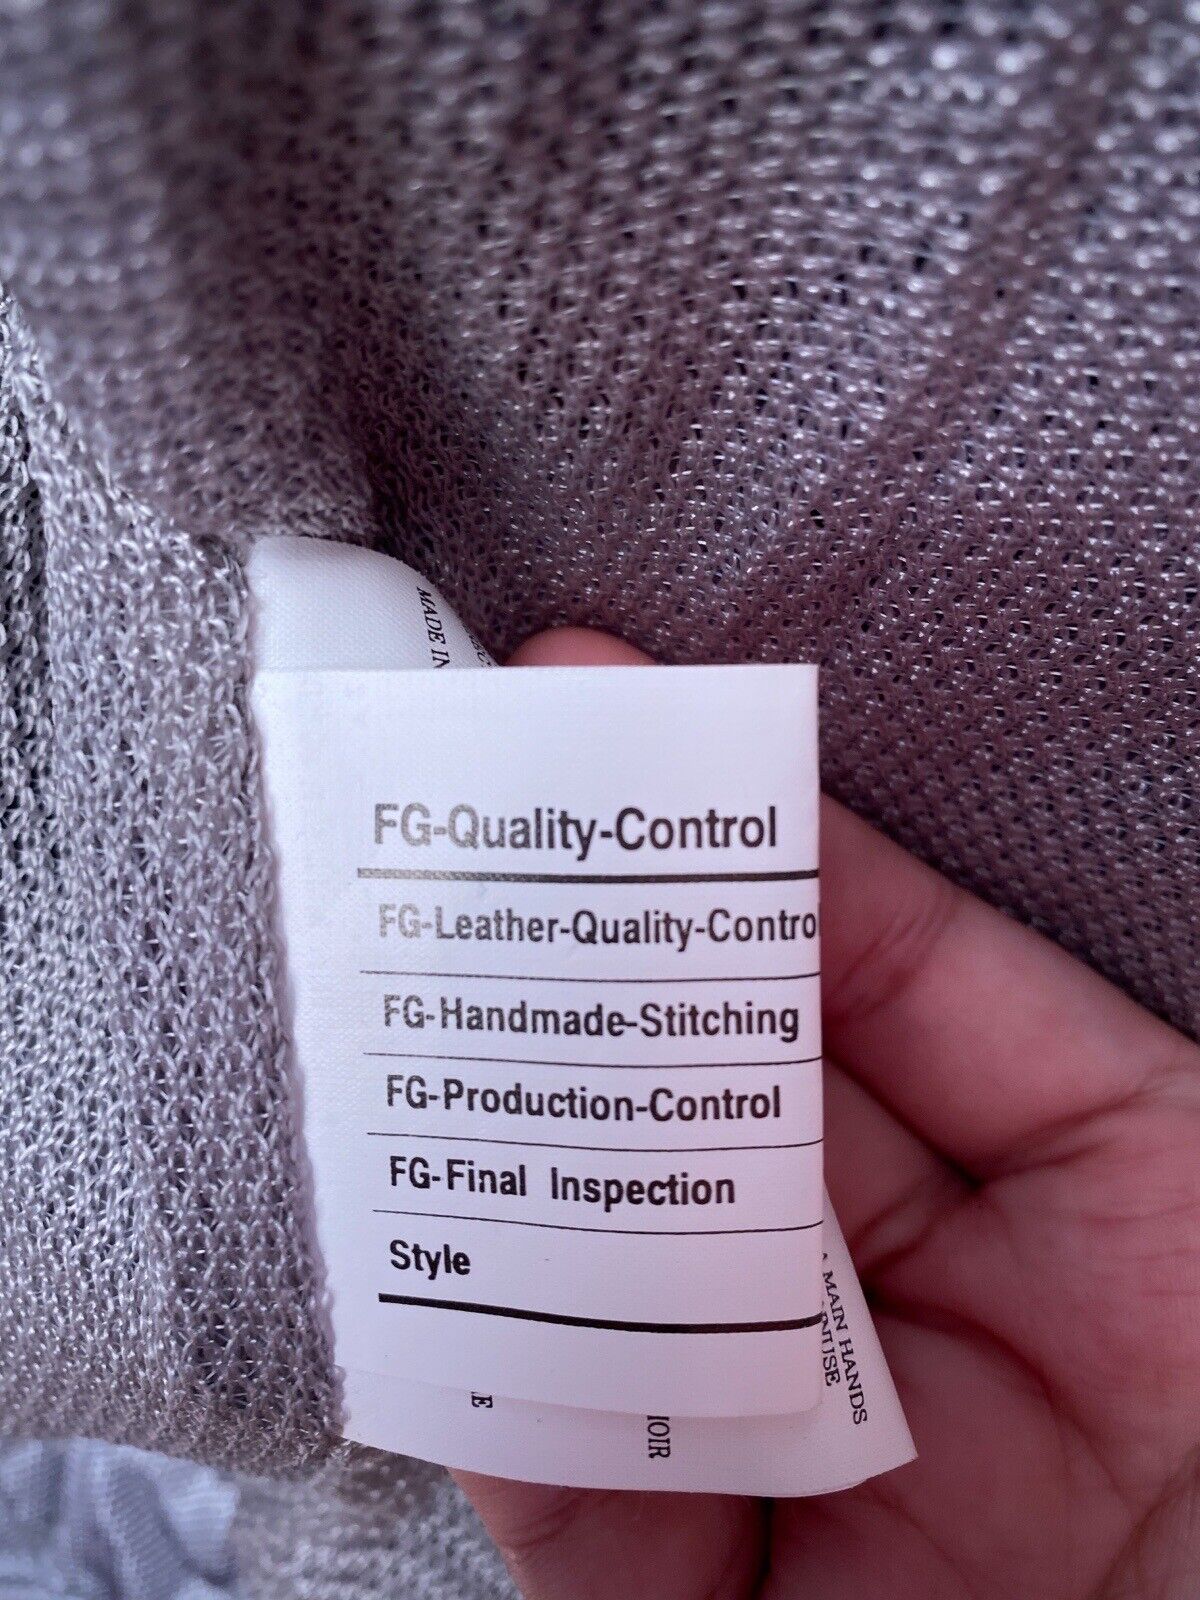 MADE IN
FG-Quality-Control
FG-Leather-Quality-Contro
FG-Handmade-Stitching
FG-Production-Control
FG-Final Inspection
Style
A MAIN HANDS